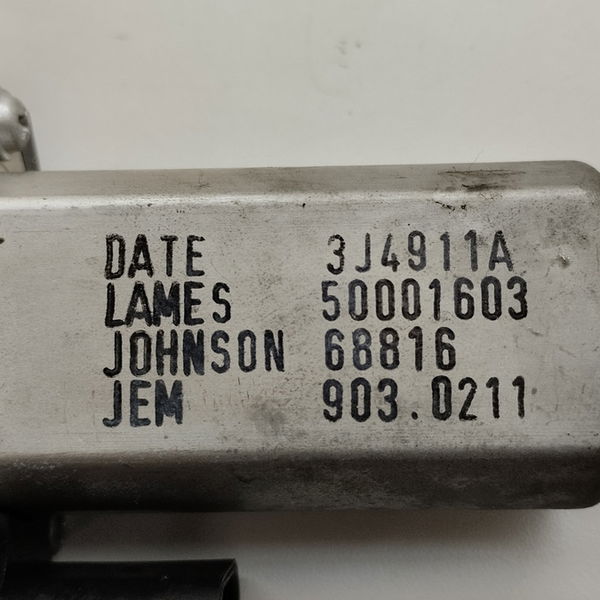 DATE 3J4911A
LAMES 50001603
JOHNSON 68816
JEM 903.0211